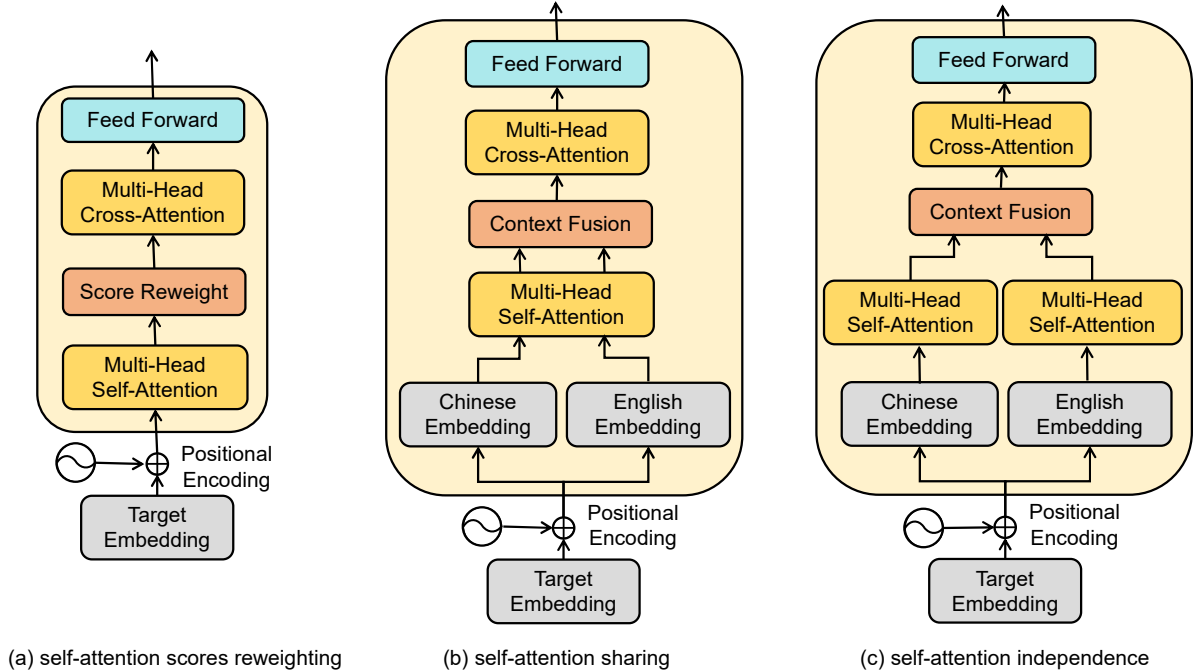 Feed Forward
Multi-Head
Cross-Attention
Score Reweight
Multi-Head
Self-Attention
Positional
Encoding
Target
Embedding
(a) self-attention scores reweighting
Feed Forward
Multi-Head
Cross-Attention
Context Fusion
Multi-Head
Self-Attention
Chinese
Embedding
English
Embedding
Positional
Encoding
Target
Embedding
(b) self-attention sharing
Feed Forward
Multi-Head
Cross-Attention
Context Fusion
Multi-Head
Self-Attention
Multi-Head
Self-Attention
Chinese
Embedding
English
Embedding
Positional
Encoding
Target
Embedding
(c) self-attention independence